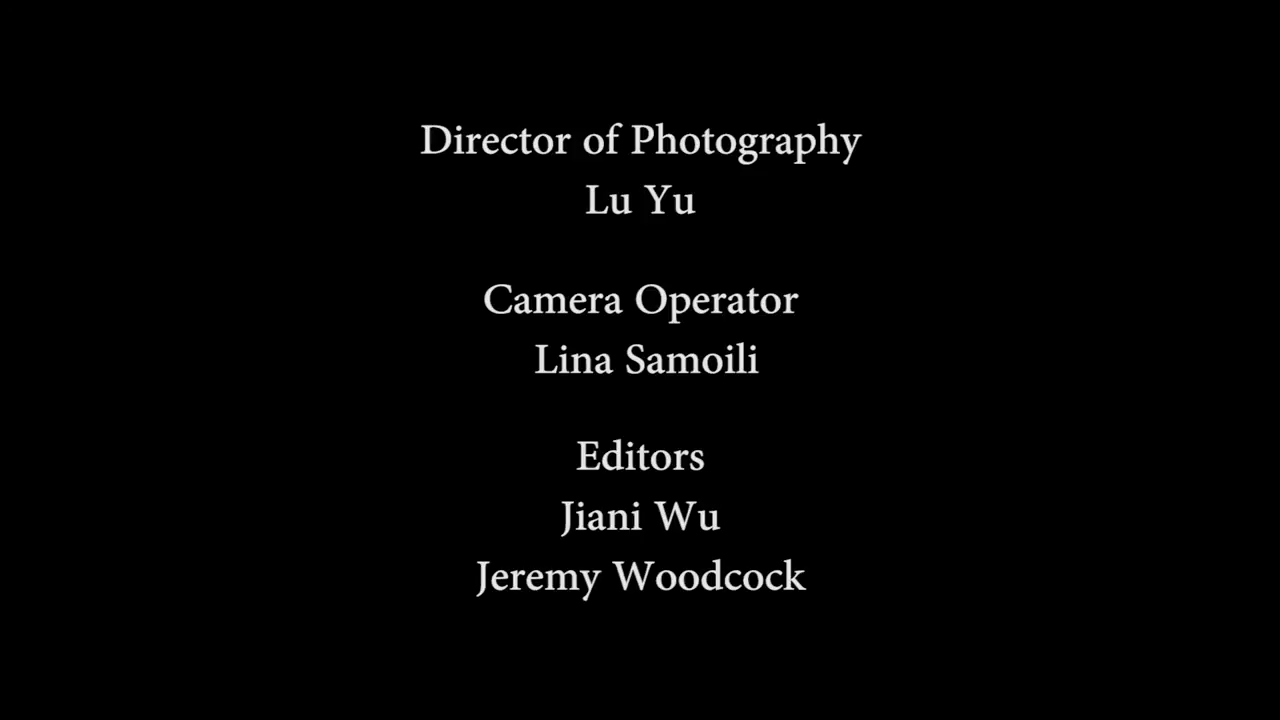 Director of Photography
Lu Yu
Camera Operator
Lina Samoili
Editors
Jiani Wu
Jeremy Woodcock